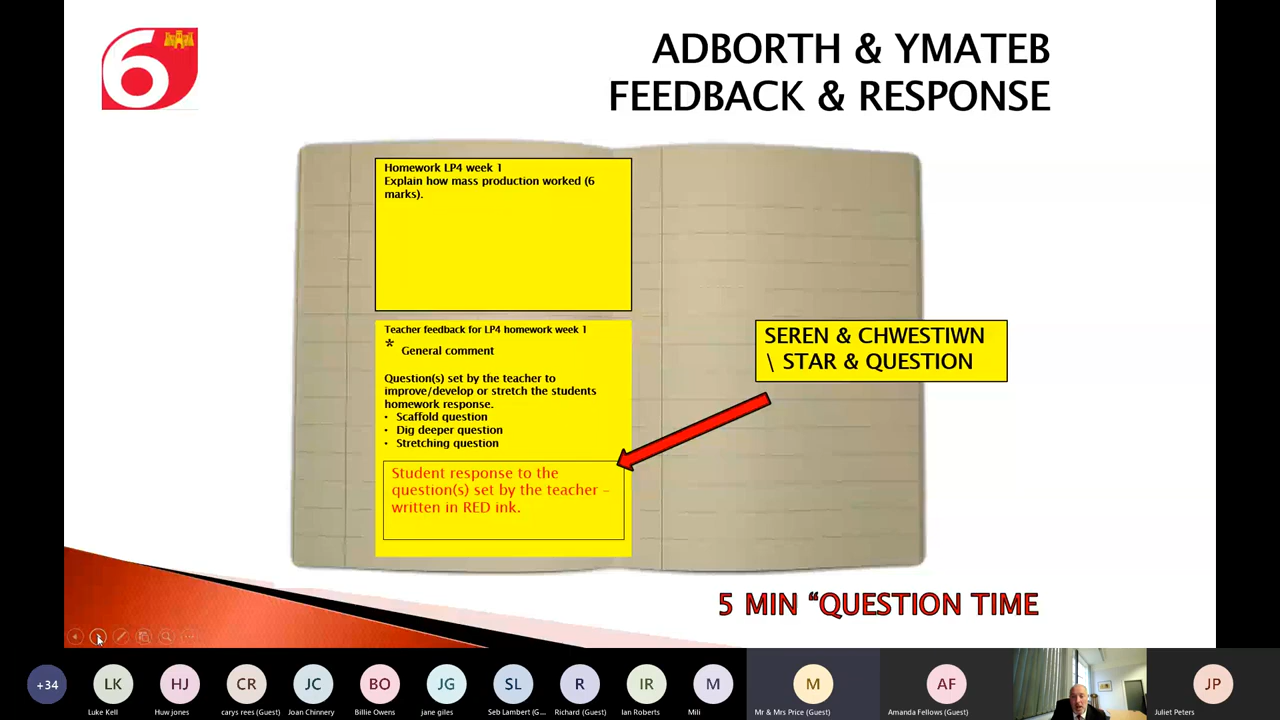 6
ADBORTH & YMATEB
FEEDBACK & RESPONSE
Homework LP4 week 1
Explain how mass production worked (6
marks).
Teacher feedback for LP4 homework week 1
* General comment
Question(s) set by the teacher to
improve/develop or stretch the students
homework response.
• Scaffold question
• Dig deeper question
• Stretching question
Student response to the
question(s) set by the teacher –
written in RED ink.
SEREN & CHWESTIWN
\ STAR & QUESTION
5 MIN “QUESTION TIME
+34
LK
HJ
CR
JC
BO
JG
SL
R
IR
M
M
AF
JP
Luke Kell
Huw jones
carys rees (Guest)
Joan Chinnery
Billie Owens
jane giles
Seb Lambert (G...
Richard (Guest)
Ian Roberts
Mili
Mr & Mrs Price (Guest)
Amanda Fellows (Guest)
Juliet Peters